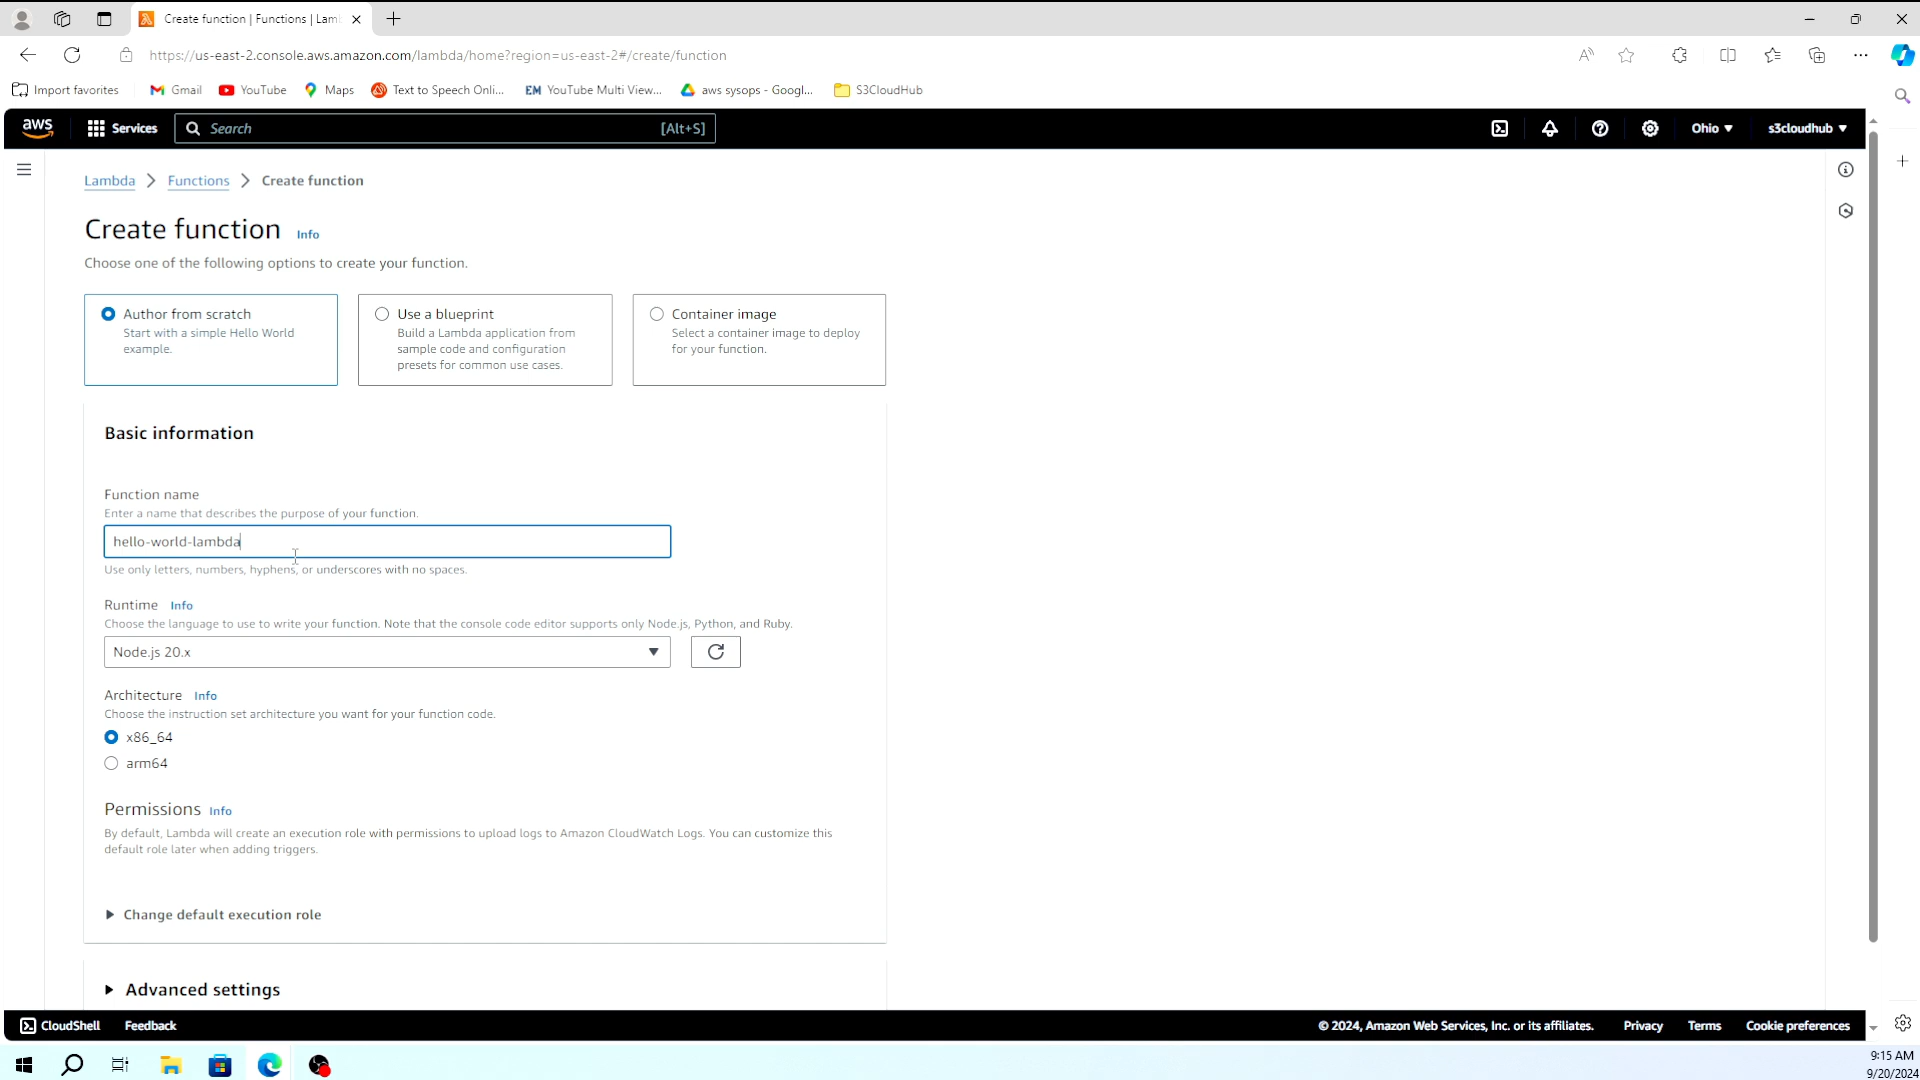 Create function | Functions | Lam
https://us-east-2.console.aws.amazon.com/lambda/home?region=us-east-2#/create/function
Import favorites Gmail YouTube Maps Text to Speech Onli... EM YouTube Multi View... aws sysops - Googl... S3CloudHub
aws Services Search [Alt+S] Ohio s3cloudhub
Lambda Functions Create function
Create function Info
Choose one of the following options to create your function.
Author from scratch
Start with a simple Hello World
example.
Use a blueprint
Build a Lambda application from
sample code and configuration
presets for common use cases.
Container image
Select a container image to deploy
for your function.
Basic information
Function name
Enter a name that describes the purpose of your function.
hello-world-lambda
Use only letters, numbers, hyphens, or underscores with no spaces.
Runtime Info
Choose the language to use to write your function. Note that the console code editor supports only Node.js, Python, and Ruby.
Node.js 20.x
Architecture Info
Choose the instruction set architecture you want for your function code.
x86_64
arm64
Permissions Info
By default, Lambda will create an execution role with permissions to upload logs to Amazon CloudWatch Logs. You can customize this
default role later when adding triggers.
Change default execution role
Advanced settings
CloudShell Feedback © 2024, Amazon Web Services, Inc. or its affiliates. Privacy Terms Cookie preferences
9:15 AM
9/20/2024